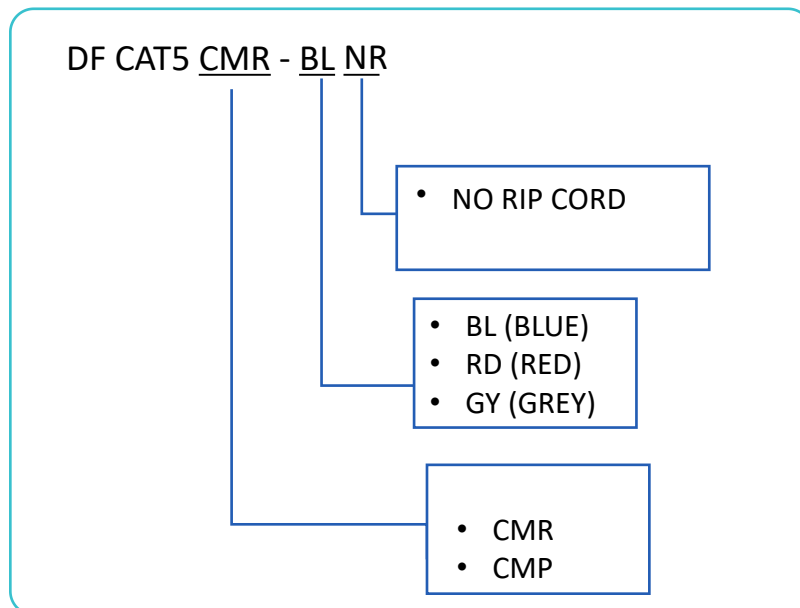 DF CAT5 CMR - BL NR
• NO RIP CORD
• BL (BLUE)
• RD (RED)
• GY (GREY)
• CMR
• CMP